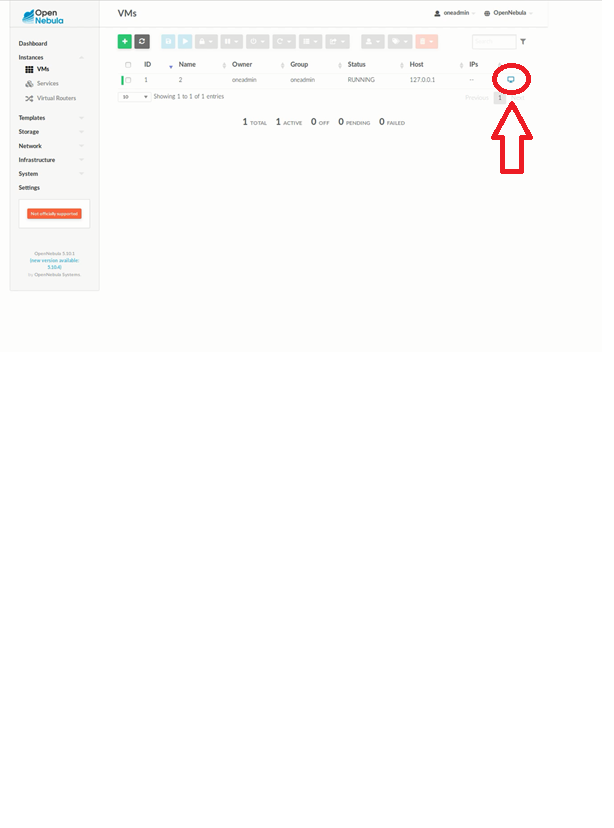 Open
Nebula
VMs
oneadmin
OpenNebula
Dashboard
Instances
VMs
Services
Virtual Routers
Templates
Storage
Network
Infrastructure
System
Settings
Not officially supported
OpenNebula 5.10.1
(new version available:
5.10.4)
by OpenNebula Systems
Search
ID Name Owner Group Status Host IPs
1 2 oneadmin oneadmin RUNNING 127.0.0.1 --
10 Showing 1 to 1 of 1 entries
Previous 1
1 TOTAL 1 ACTIVE 0 OFF 0 PENDING 0 FAILED